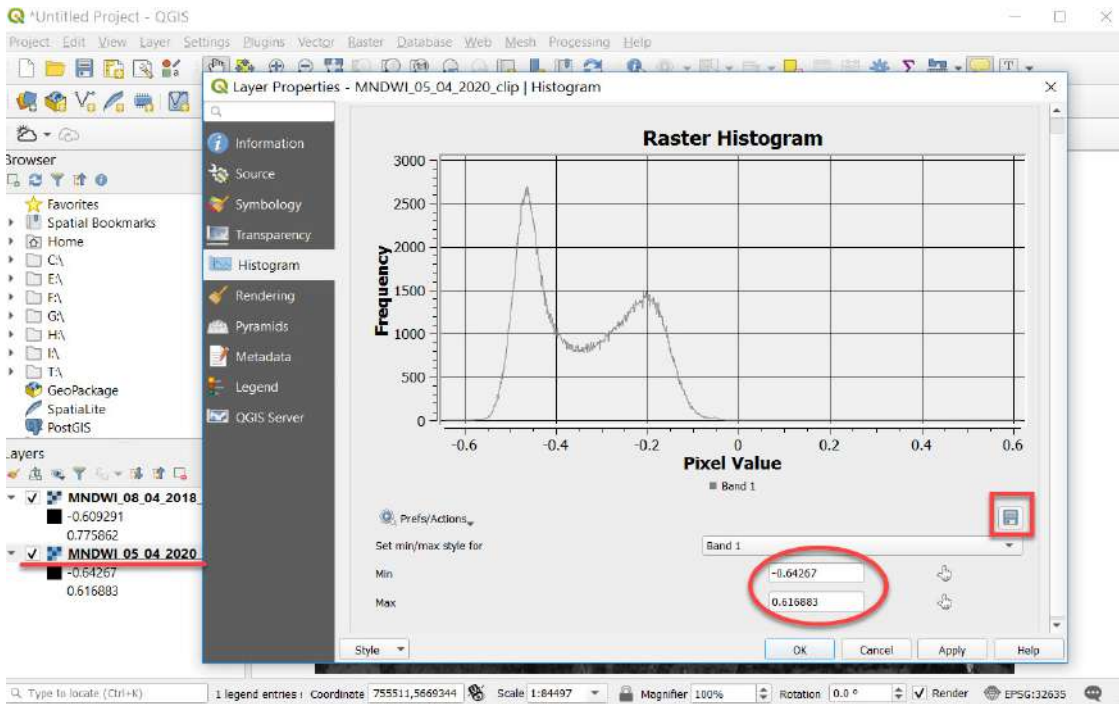 *Untitled Project - QGIS
Project Edit View Layer Settings Plugins Vector Raster Database Web Mesh Processing Help
Layer Properties - MNDWI_05_04_2020_clip | Histogram
Browser
Favorites
Spatial Bookmarks
Home
C:\
E:\
F:\
G:\
H:\
I:\
T:\
GeoPackage
SpatiaLite
PostGIS
Layers
MNDWI_08_04_2018_
-0.609291
0.775862
MNDWI_05_04_2020
-0.64267
0.616883
Information
Source
Symbology
Transparency
Histogram
Rendering
Pyramids
Metadata
Legend
QGIS Server
Raster Histogram
Frequency
3000
2500
2000
1500
1000
500
0
-0.6 -0.4 -0.2 0 0.2 0.4 0.6
Pixel Value
Band 1
Prefs/Actions
Set min/max style for Band 1
Min -0.64267
Max 0.616883
Style OK Cancel Apply Help
Type to locate (Ctrl+K) 1 legend entries Coordinate 755511,5669344 Scale 1:84497 Magnifier 100% Rotation 0.0 ° Render EPSG:32635